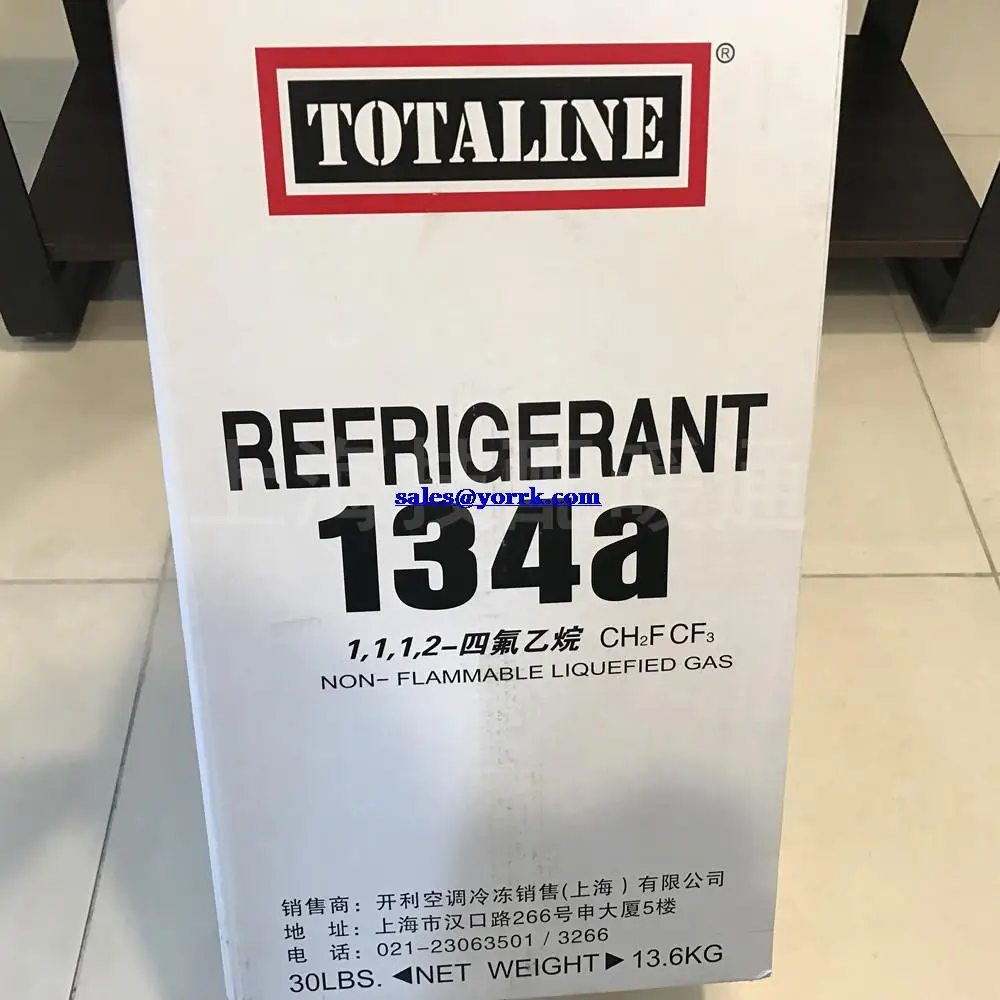 TOTALINE ®
REFRIGERANT
sales@yorrk.com
134a
1,1,1,2-四氟乙烷 CH₂FCF₃
NON- FLAMMABLE LIQUEFIED GAS
销售商：开利空调冷冻销售(上海)有限公司
地 址：上海市汉口路266号申大厦5楼
电 话：021-23063501 / 3266
30LBS. ◀NET WEIGHT▶ 13.6KG